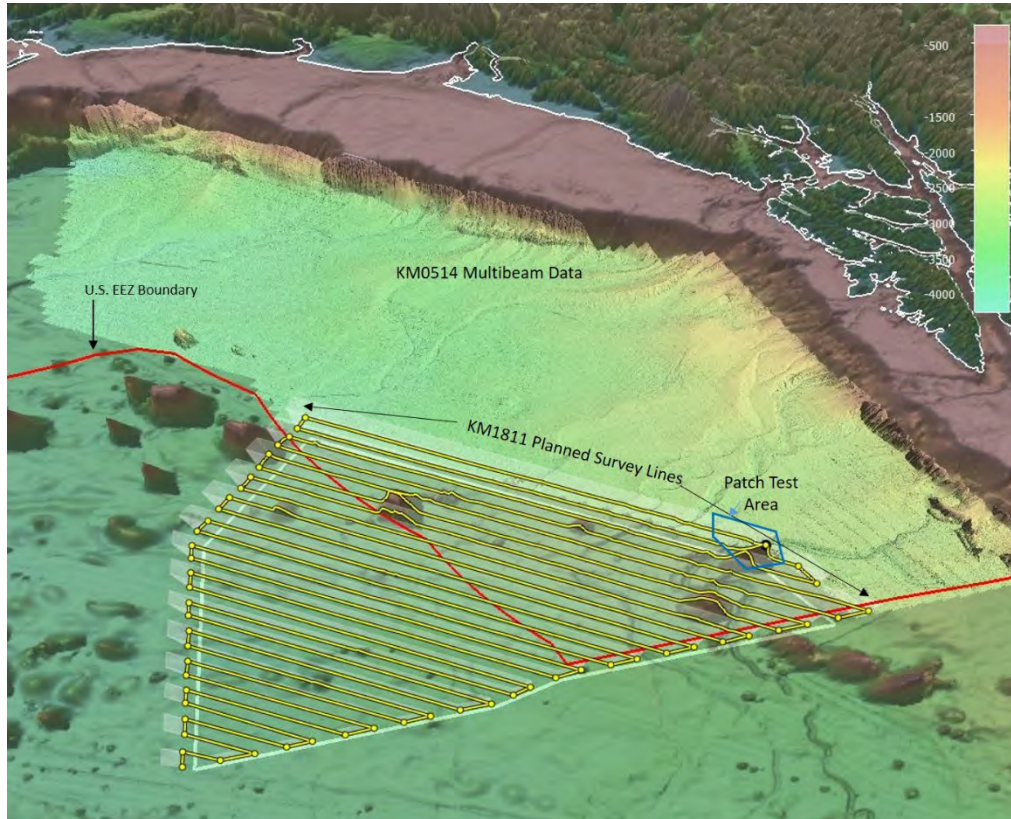 -500
-1500
-2000
-2500
-3000
-3500
-4000
KM0514 Multibeam Data
U.S. EEZ Boundary
KM1811 Planned Survey Lines
Patch Test
Area